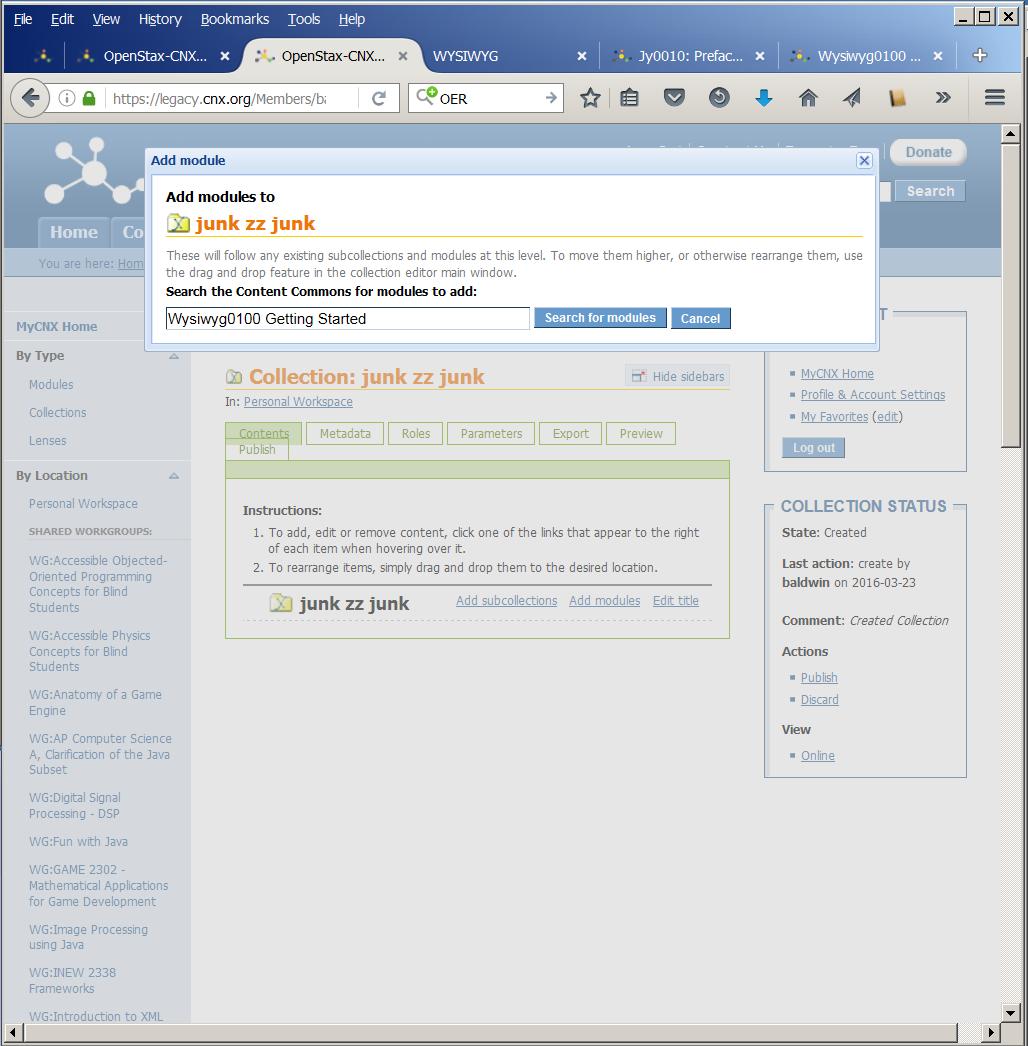 File Edit View History Bookmarks Tools Help
OpenStax-CNX... × OpenStax-CNX... × WYSIWYG × Jy0010: Prefac... × Wysiwyg0100 ... × +
https://legacy.cnx.org/Members/ba OER
Add module
Donate
Add modules to
junk zz junk
Search
Home Co
These will follow any existing subcollections and modules at this level. To move them higher, or otherwise rearrange them, use
the drag and drop feature in the collection editor main window.
You are here: Hom
Search the Content Commons for modules to add:
Wysiwyg0100 Getting Started Search for modules Cancel
MyCNX Home
By Type
Modules
Collections
Lenses
By Location
Personal Workspace
SHARED WORKGROUPS:
WG:Accessible Objected-
Oriented Programming
Concepts for Blind
Students
WG:Accessible Physics
Concepts for Blind
Students
WG:Anatomy of a Game
Engine
WG:AP Computer Science
A, Clarification of the Java
Subset
WG:Digital Signal
Processing - DSP
WG:Fun with Java
WG:GAME 2302 -
Mathematical Applications
for Game Development
WG:Image Processing
using Java
WG:INEW 2338
Frameworks
WG:Introduction to XML
Collection: junk zz junk Hide sidebars
In: Personal Workspace
Contents Metadata Roles Parameters Export Preview
Publish
Instructions:
1. To add, edit or remove content, click one of the links that appear to the right
of each item when hovering over it.
2. To rearrange items, simply drag and drop them to the desired location.
junk zz junk Add subcollections Add modules Edit title
T
MyCNX Home
Profile & Account Settings
My Favorites (edit)
Log out
COLLECTION STATUS
State: Created
Last action: create by
baldwin on 2016-03-23
Comment: Created Collection
Actions
Publish
Discard
View
Online